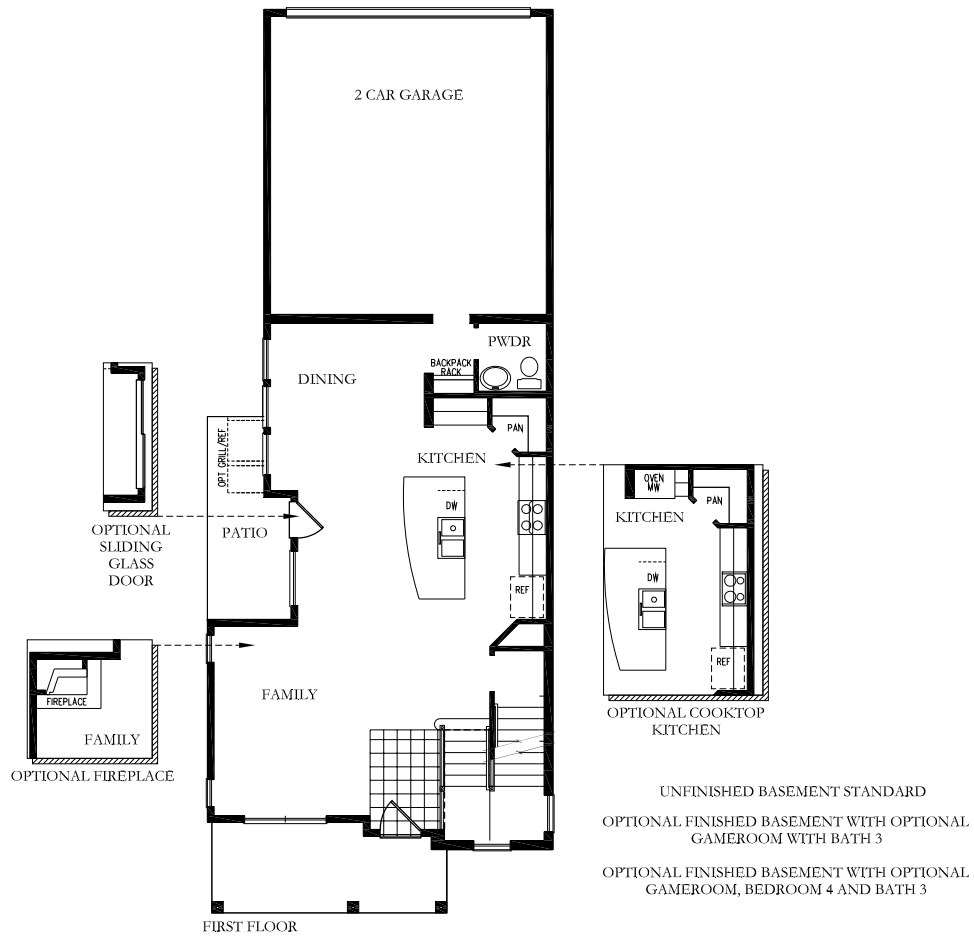 2 CAR GARAGE
PWDR
BACKPACK
RACK
DINING
PAN
OPT GRILL/REF
KITCHEN
OVEN
MW
PAN
KITCHEN
DW
OPTIONAL
SLIDING
GLASS
DOOR
PATIO
DW
REF
REF
FAMILY
FIREPLACE
FAMILY
OPTIONAL FIREPLACE
OPTIONAL COOKTOP
KITCHEN
UNFINISHED BASEMENT STANDARD
OPTIONAL FINISHED BASEMENT WITH OPTIONAL
GAMEROOM WITH BATH 3
OPTIONAL FINISHED BASEMENT WITH OPTIONAL
GAMEROOM, BEDROOM 4 AND BATH 3
FIRST FLOOR